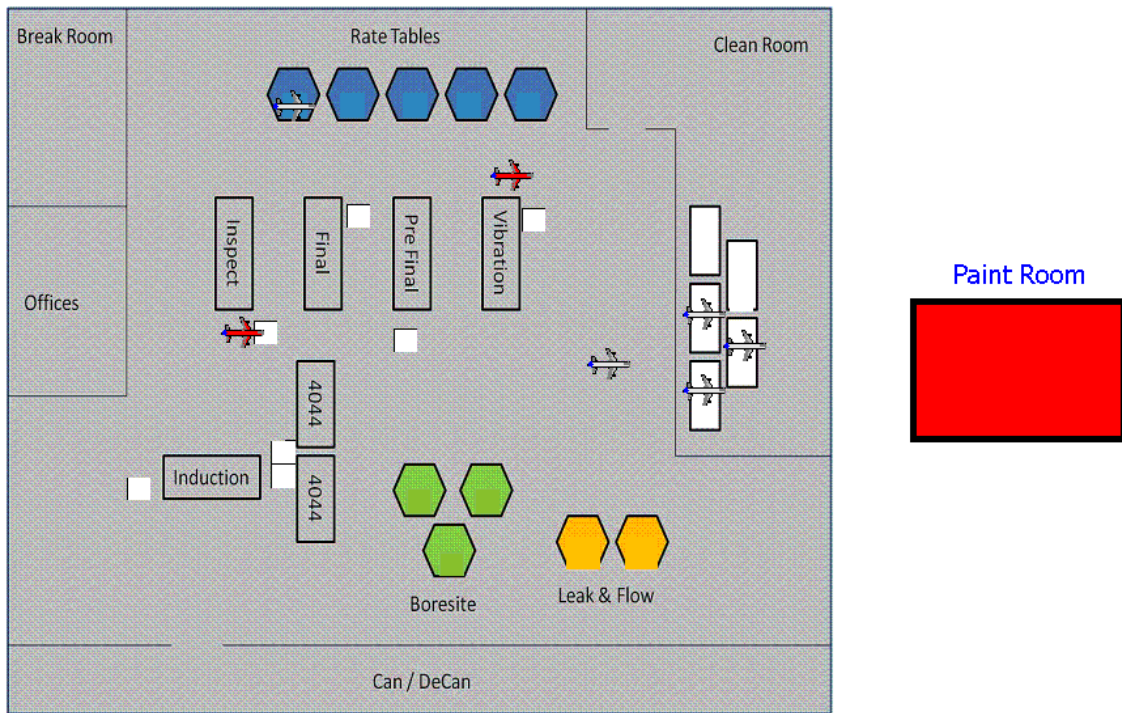 Break Room
Rate Tables
Clean Room
Inspect
Final
Pre Final
Vibration
Offices
Paint Room
4044
Induction
4044
Boresite
Leak & Flow
Can / DeCan